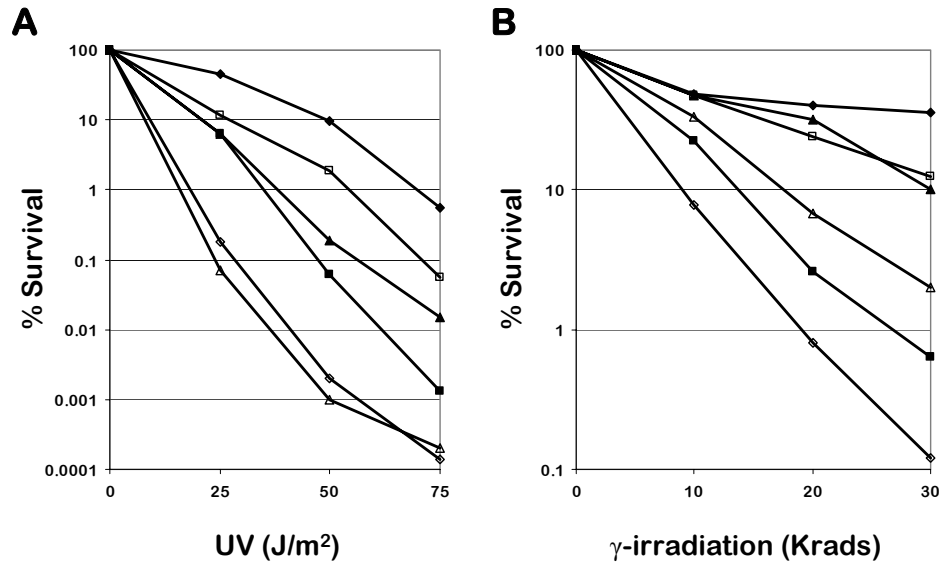 A
% Survival
100
10
1
0.1
0.01
0.001
0.0001
0 25 50 75
UV (J/m²)
B
% Survival
100
10
1
0.1
0 10 20 30
γ-irradiation (Krads)